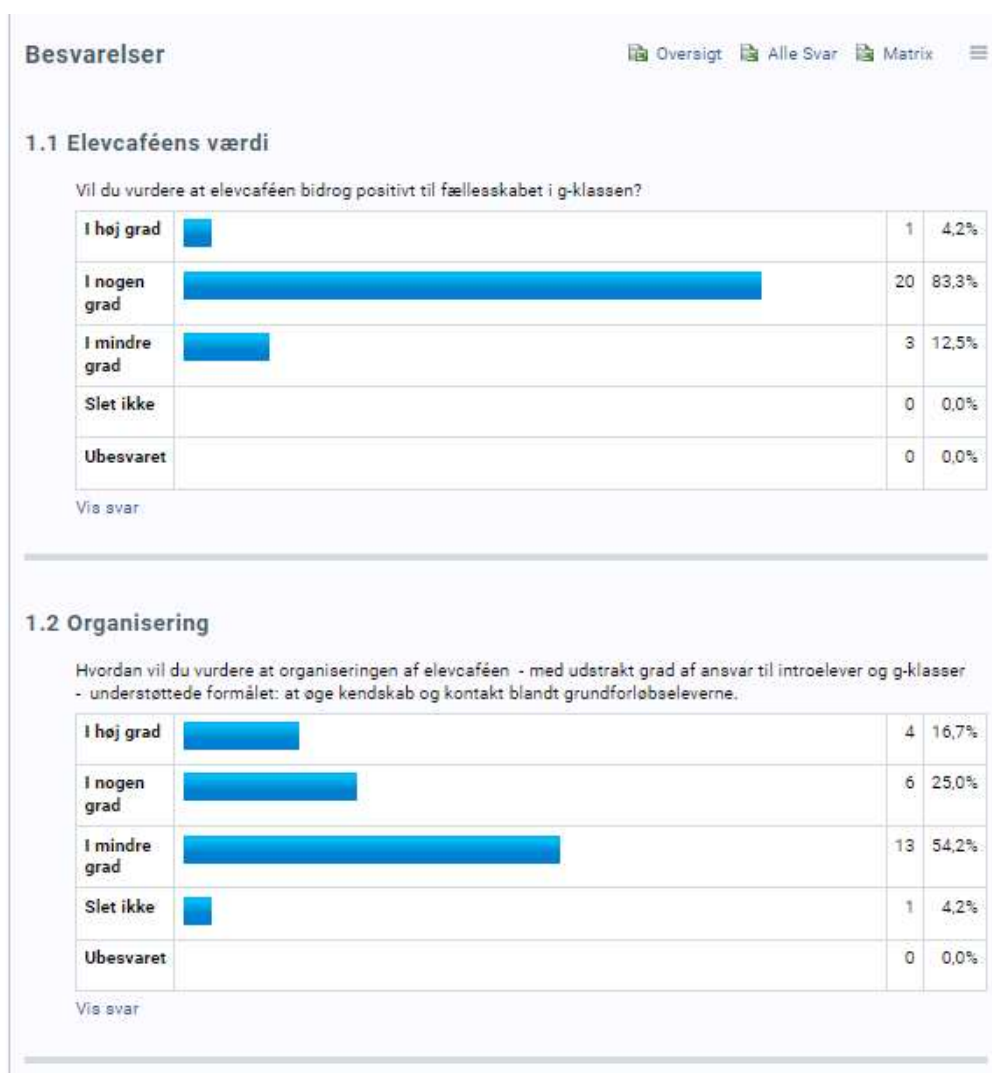 Besvarelser
Oversigt Alle Svar Matrix
1.1 Elevcaféens værdi
Vil du vurdere at elevcaféen bidrog positivt til fællesskabet i g-klassen?
I høj grad 1 4,2%
I nogen grad 20 83,3%
I mindre grad 3 12,5%
Slet ikke 0 0,0%
Ubesvaret 0 0,0%
Vis svar
1.2 Organisering
Hvordan vil du vurdere at organiseringen af elevcaféen - med udstrakt grad af ansvar til introelever og g-klasser
- understøttede formålet: at øge kendskab og kontakt blandt grundforløbseleverne.
I høj grad 4 16,7%
I nogen grad 6 25,0%
I mindre grad 13 54,2%
Slet ikke 1 4,2%
Ubesvaret 0 0,0%
Vis svar